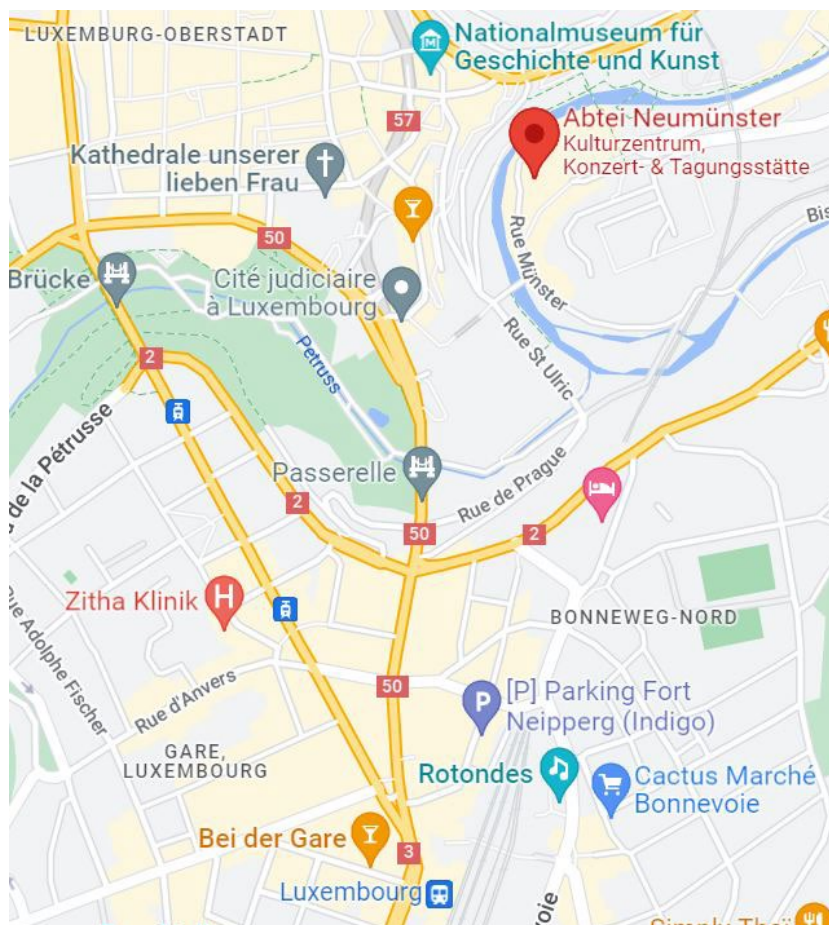 LUXEMBURG-OBERSTADT
Nationalmuseum für
Geschichte und Kunst
57
Abtei Neumünster
Kulturzentrum,
Konzert- & Tagungsstätte
Kathedrale unserer
lieben Frau
50
Brücke
Cité judiciaire
à Luxembourg
Rue Münster
Bis
2
Petruss
Rue St Ulric
de la Pétrusse
Passerelle
Rue de Prague
2
50
2
Zitha Klinik
BONNEWEG-NORD
Rue Adolphe Fischer
Rue d'Anvers
50
[P] Parking Fort
Neipperg (Indigo)
GARE,
LUXEMBOURG
Rotondes
Cactus Marché
Bonnevoie
Bei der Gare
3
Luxembourg
voie